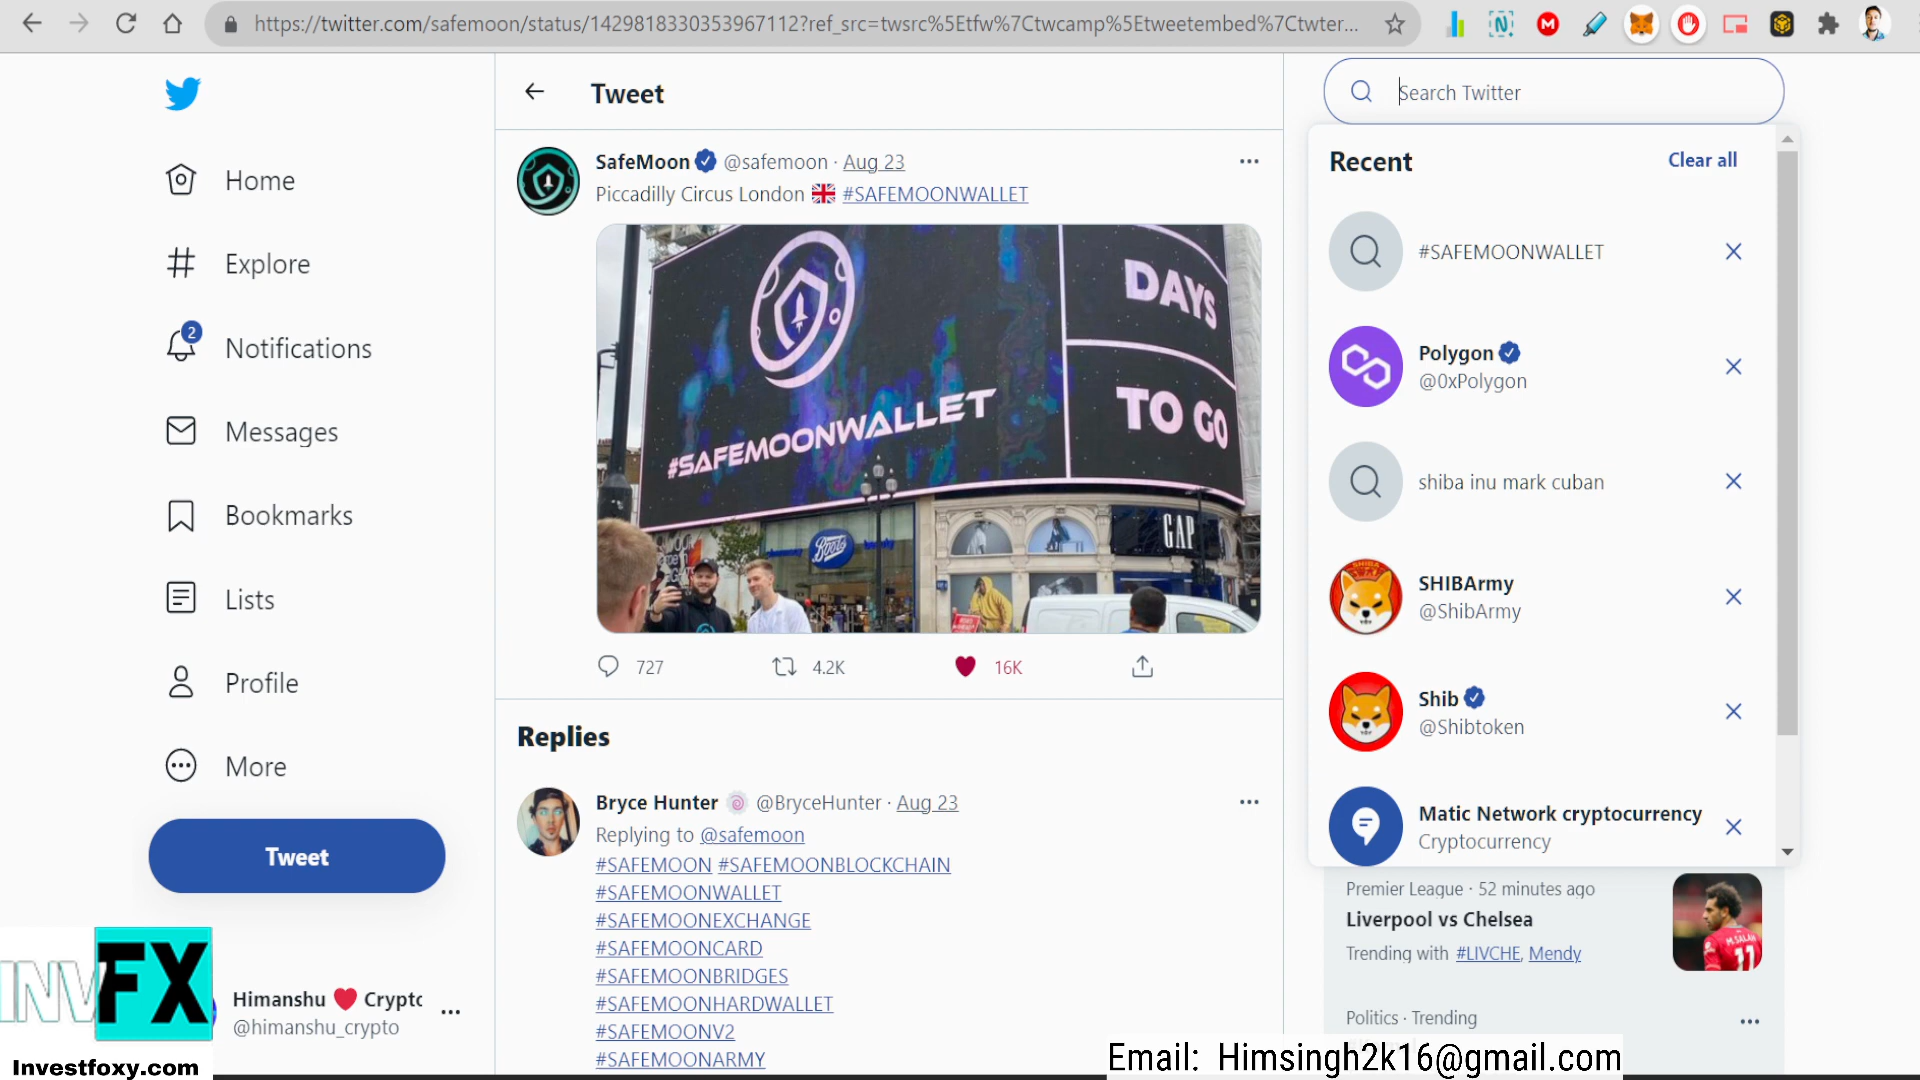 https://twitter.com/safemoon/status/1429818330353967112?ref_src=twsrc%5Etfw%7Ctwcamp%5Etweetembed%7Ctwter...
Home
Explore
2
Notifications
Messages
Bookmarks
Lists
Profile
More
Tweet
Himanshu ❤️ Crypto
@himanshu_crypto
INV FX
Investfoxy.com
Tweet
SafeMoon @safemoon · Aug 23
Piccadilly Circus London 🇬🇧 #SAFEMOONWALLET
#SAFEMOONWALLET
DAYS
TO GO
Boots
GAP
727 4.2K 16K
Replies
Bryce Hunter 🍥 @BryceHunter · Aug 23
Replying to @safemoon
#SAFEMOON #SAFEMOONBLOCKCHAIN
#SAFEMOONWALLET
#SAFEMOONEXCHANGE
#SAFEMOONCARD
#SAFEMOONBRIDGES
#SAFEMOONHARDWALLET
#SAFEMOONV2
#SAFEMOONARMY
Search Twitter
Recent Clear all
#SAFEMOONWALLET
Polygon
@0xPolygon
shiba inu mark cuban
SHIBArmy
@ShibArmy
Shib
@Shibtoken
Matic Network cryptocurrency
Cryptocurrency
Premier League · 52 minutes ago
Liverpool vs Chelsea
Trending with #LIVCHE, Mendy
M.SALAH
11
Politics · Trending
Email: Himsingh2k16@gmail.com